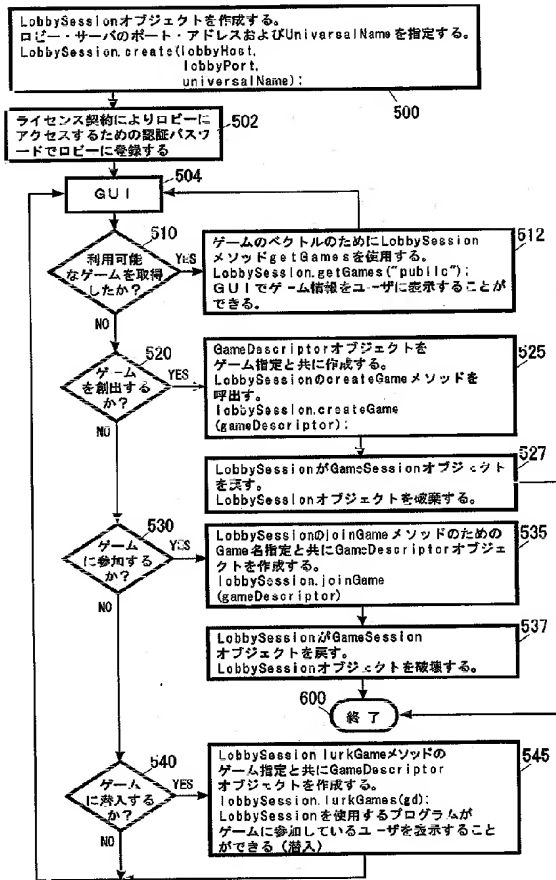 LobbySessionオブジェクトを作成する。
ロビー・サーバのポート・アドレスおよびUniversalNameを指定する。
LobbySession.create(lobbyHost,
lobbyPort,
universalName);
500
ライセンス契約によりロビーに
アクセスするための認証パスワ
ードでロビーに登録する
502
504
GUI
510
利用可能
なゲームを取得
したか?
YES
NO
512
ゲームのベクトルのためにLobbySession
メソッドgetGamesを使用する。
LobbySession.getGames("public");
GUIでゲーム情報をユーザに表示することが
できる。
520
ゲーム
を創出する
か?
YES
NO
525
GameDescriptorオブジェクトを
ゲーム指定と共に作成する。
LobbySessionのcreateGameメソッドを
呼出す。
lobbySession.createGame
(gameDescriptor);
527
LobbySessionがGameSessionオブジェクト
を戻す。
LobbySessionオブジェクトを破棄する。
530
ゲーム
に参加する
か?
YES
NO
535
LobbySessionのjoinGameメソッドのための
Game名指定と共にGameDescriptorオブジェ
クトを作成する。
lobbySession.joinGame
(gameDescriptor)
537
LobbySessionがGameSession
オブジェクトを戻す。
LobbySessionオブジェクトを破壊する。
600
終了
540
ゲーム
に潜入する
か?
YES
NO
545
LobbySession lurkGameメソッドの
ゲーム指定と共にGameDescriptor
オブジェクトを作成する。
lobbySession.lurkGames(gd);
LobbySessionを使用するプログラムが
ゲームに参加しているユーザを表示すること
ができる(潜入)